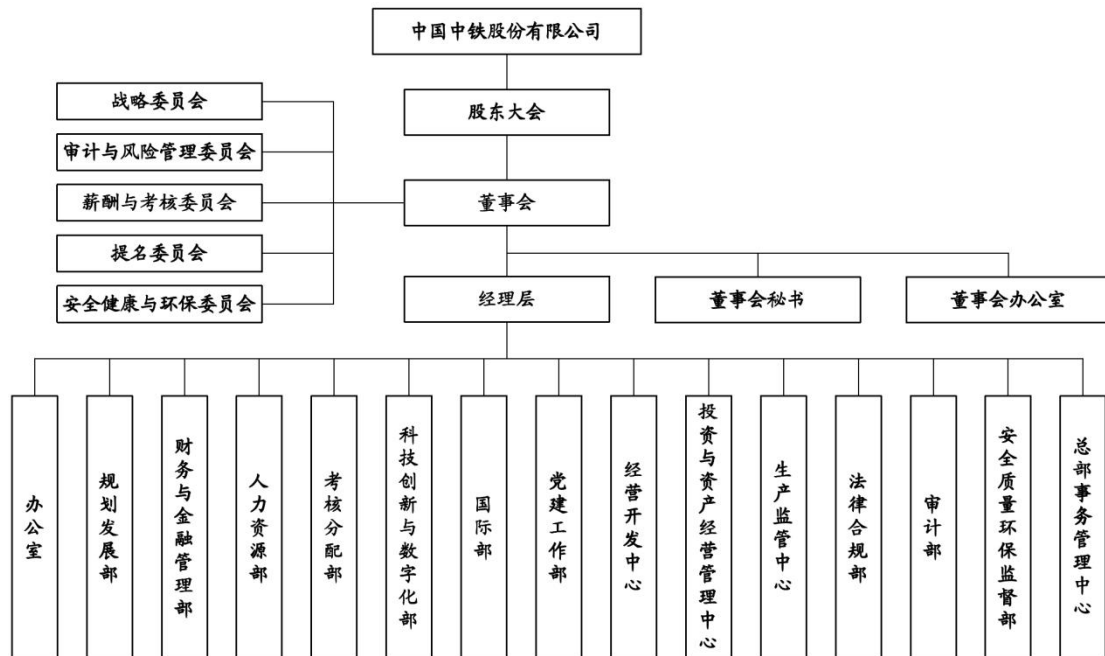 中国中铁股份有限公司
股东大会
战略委员会
审计与风险管理委员会
薪酬与考核委员会
提名委员会
安全健康与环保委员会
董事会
经理层
董事会秘书
董事会办公室
办公室
规划发展部
财务与金融管理部
人力资源部
考核分配部
科技创新与数字化部
国际部
党建工作部
经营开发中心
投资与资产经营管理中心
生产监管中心
法律合规部
审计部
安全质量环保监督部
总部事务管理中心